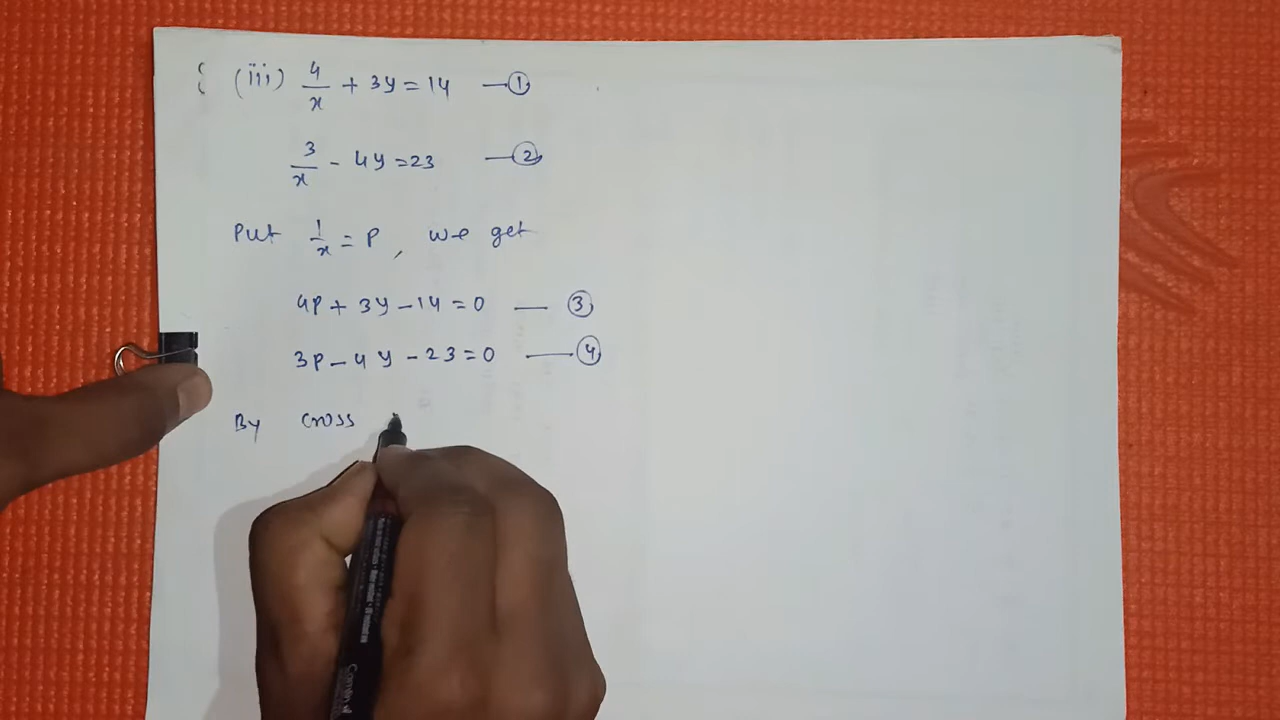 (iii) 4/x + 3y = 14 —①
3/x - 4y = 23 —②
Put 1/x = P, we get
4P + 3y - 14 = 0 — ③
3P - 4y - 23 = 0 — ④
By cross